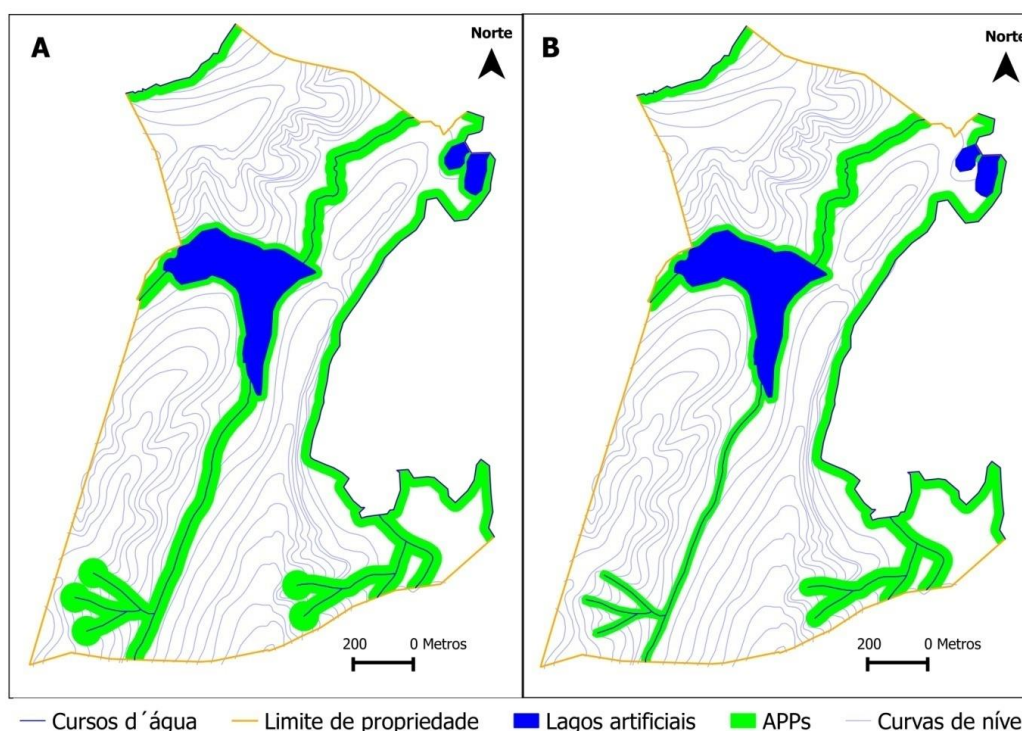 A
Norte
200 0 Metros
B
Norte
200 0 Metros
Cursos d´água Limite de propriedade Lagos artificiais APPs Curvas de níve